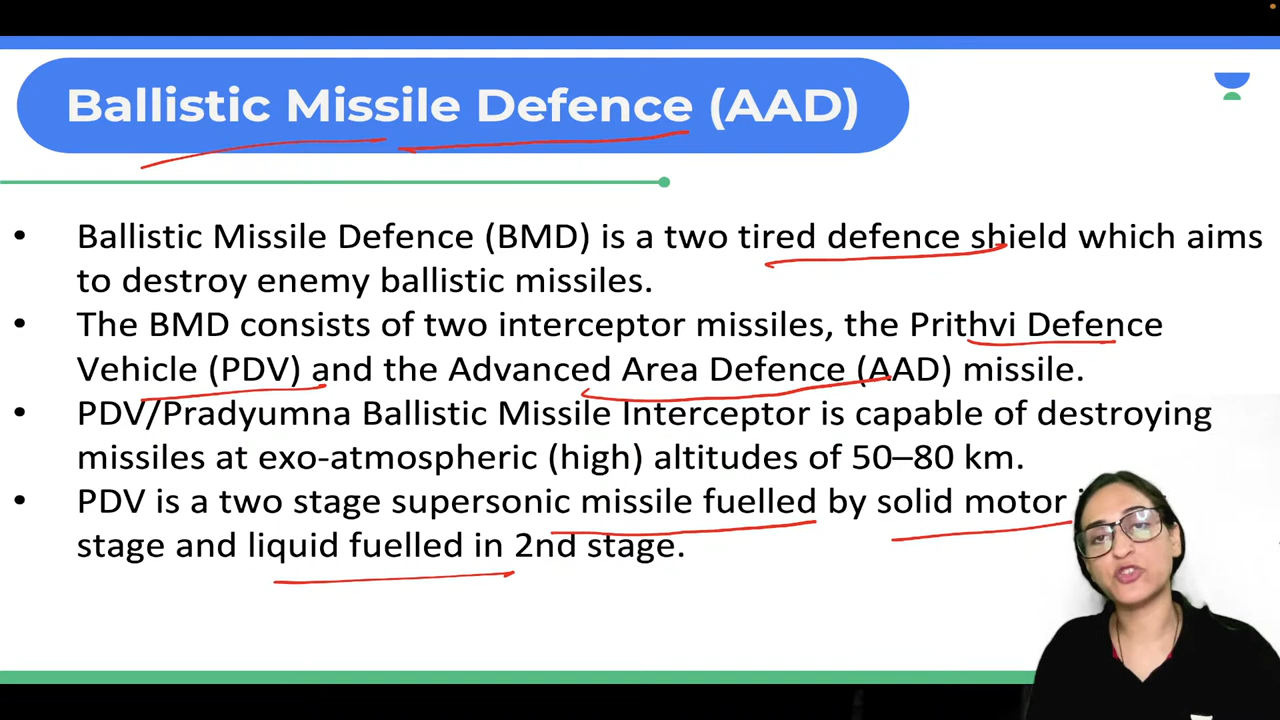 Ballistic Missile Defence (AAD)
• Ballistic Missile Defence (BMD) is a two tired defence shield which aims
to destroy enemy ballistic missiles.
• The BMD consists of two interceptor missiles, the Prithvi Defence
Vehicle (PDV) and the Advanced Area Defence (AAD) missile.
• PDV/Pradyumna Ballistic Missile Interceptor is capable of destroying
missiles at exo-atmospheric (high) altitudes of 50–80 km.
• PDV is a two stage supersonic missile fuelled by solid motor
stage and liquid fuelled in 2nd stage.